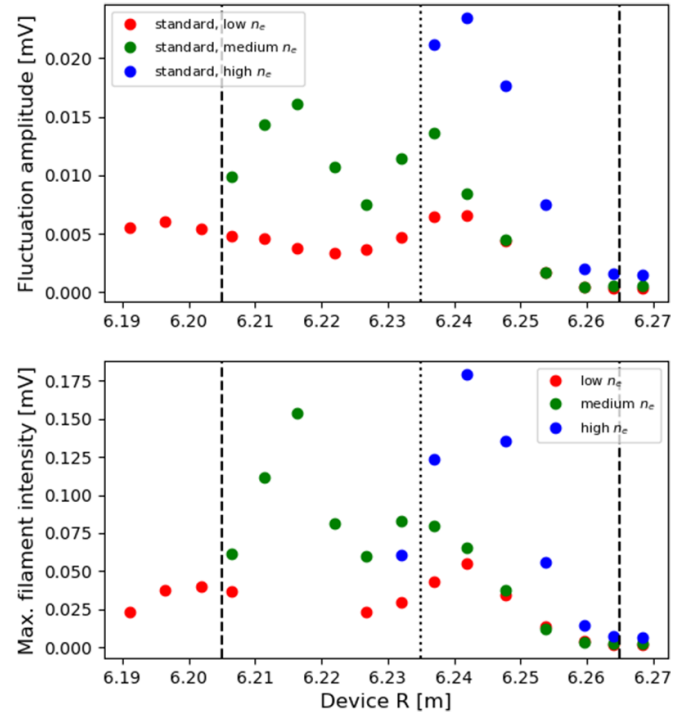 Fluctuation amplitude [mV]
0.020
0.015
0.010
0.005
0.000
standard, low n_e
standard, medium n_e
standard, high n_e
6.19 6.20 6.21 6.22 6.23 6.24 6.25 6.26 6.27
Max. filament intensity [mV]
0.175
0.150
0.125
0.100
0.075
0.050
0.025
0.000
low n_e
medium n_e
high n_e
6.19 6.20 6.21 6.22 6.23 6.24 6.25 6.26 6.27
Device R [m]